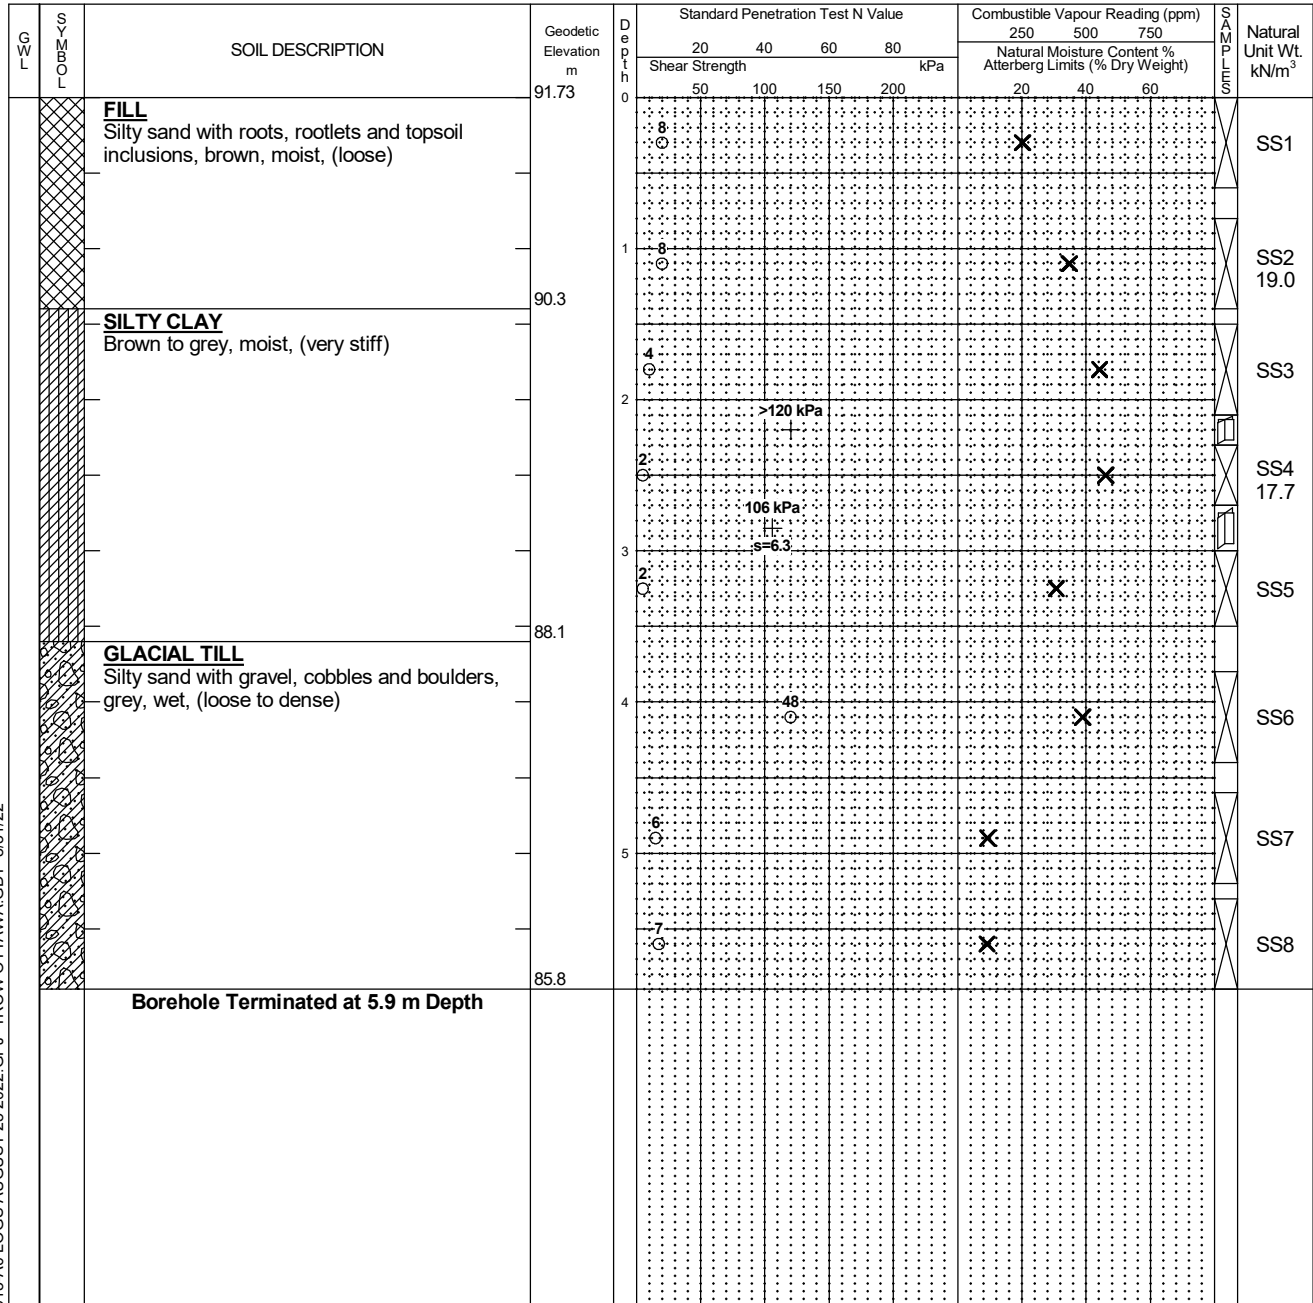 GWL
SYMBOL
SOIL DESCRIPTION
Geodetic
Elevation
m
Depth
Standard Penetration Test N Value
20 40 60 80
Shear Strength kPa
50 100 150 200
Combustible Vapour Reading (ppm)
250 500 750
Natural Moisture Content %
Atterberg Limits (% Dry Weight)
20 40 60
SAMPLES
Natural
Unit Wt.
kN/m³
91.73
0
FILL
Silty sand with roots, rootlets and topsoil
inclusions, brown, moist, (loose)
8
SS1
1
8
SS2
19.0
90.3
SILTY CLAY
Brown to grey, moist, (very stiff)
4
SS3
2
>120 kPa
2
SS4
17.7
106 kPa
s=6.3
3
2
SS5
88.1
GLACIAL TILL
Silty sand with gravel, cobbles and boulders,
grey, wet, (loose to dense)
4
48
SS6
6
SS7
5
7
SS8
85.8
Borehole Terminated at 5.9 m Depth